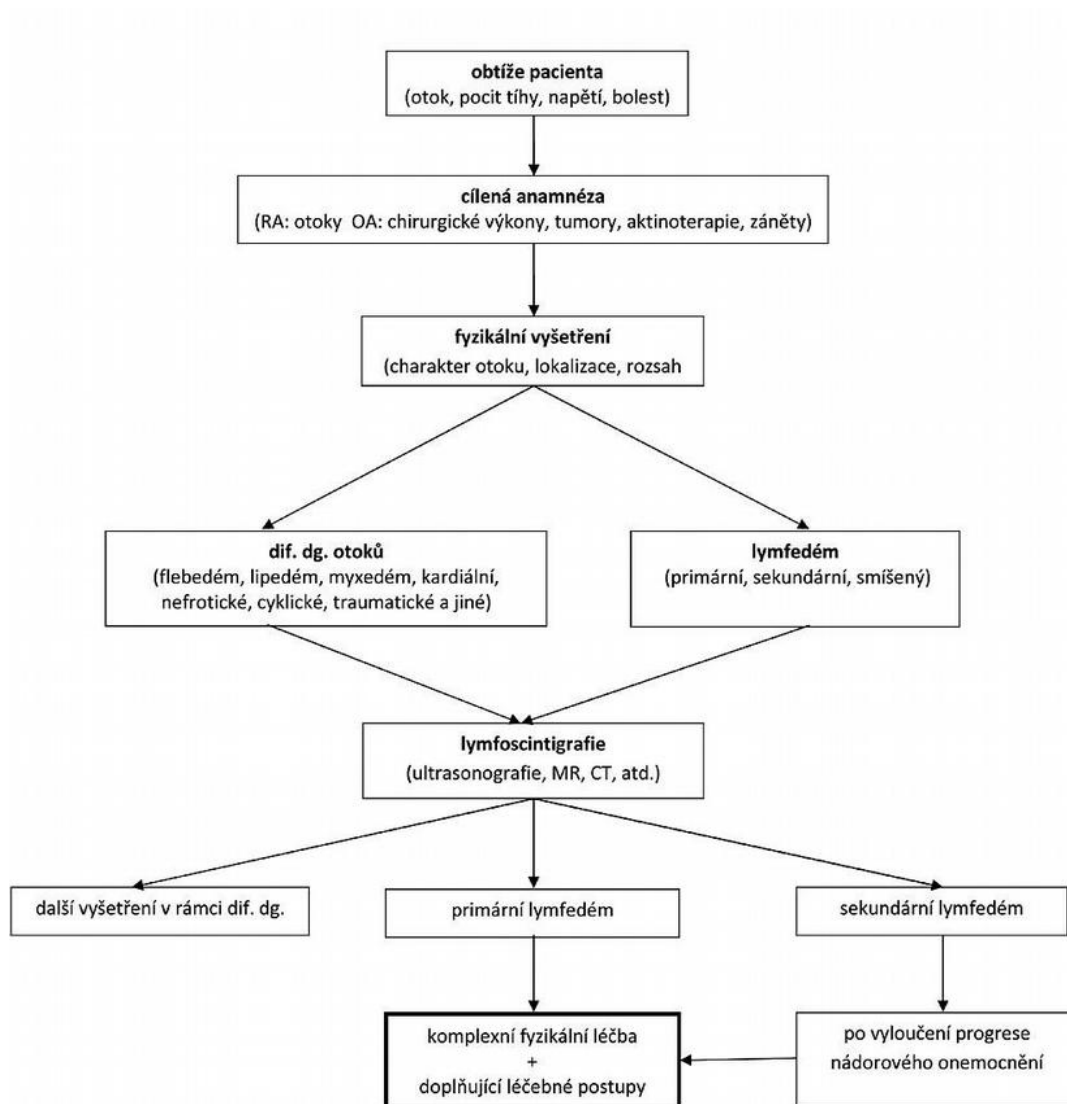 obtíže pacienta
(otok, pocit tíhy, napětí, bolest)
cílená anamnéza
(RA: otoky OA: chirurgické výkony, tumory, aktinoterapie, záněty)
fyzikální vyšetření
(charakter otoku, lokalizace, rozsah
dif. dg. otoků
(flebedém, lipedém, myxedém, kardiální,
nefrotické, cyklické, traumatické a jiné)
lymfedém
(primární, sekundární, smíšený)
lymfoscintigrafie
(ultrasonografie, MR, CT, atd.)
další vyšetření v rámci dif. dg.
primární lymfedém
sekundární lymfedém
komplexní fyzikální léčba
+
doplňující léčebné postupy
po vyloučení progrese
nádorového onemocnění